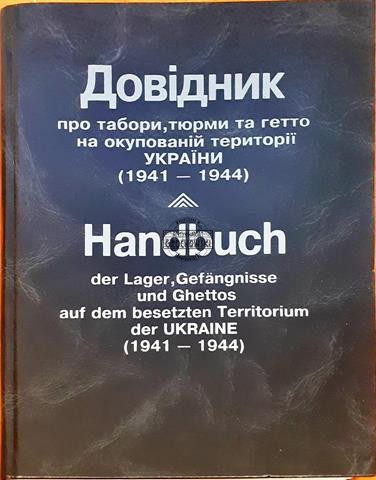 Довідник
про табори,тюрми та гетто
на окупованій території
УКРАЇНИ
(1941 — 1944)
Handbuch
der Lager,Gefängnisse
und Ghettos
auf dem besetzten Territorium
der UKRAINE
(1941 — 1944)